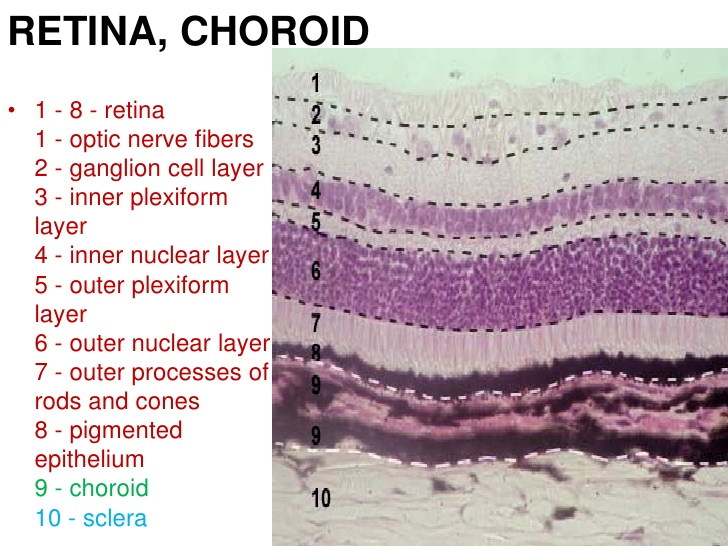 RETINA, CHOROID
• 1 - 8 - retina
1 - optic nerve fibers
2 - ganglion cell layer
3 - inner plexiform
layer
4 - inner nuclear layer
5 - outer plexiform
layer
6 - outer nuclear layer
7 - outer processes of
rods and cones
8 - pigmented
epithelium
9 - choroid
10 - sclera
1
2
3
4
5
6
7
8
9
9
10